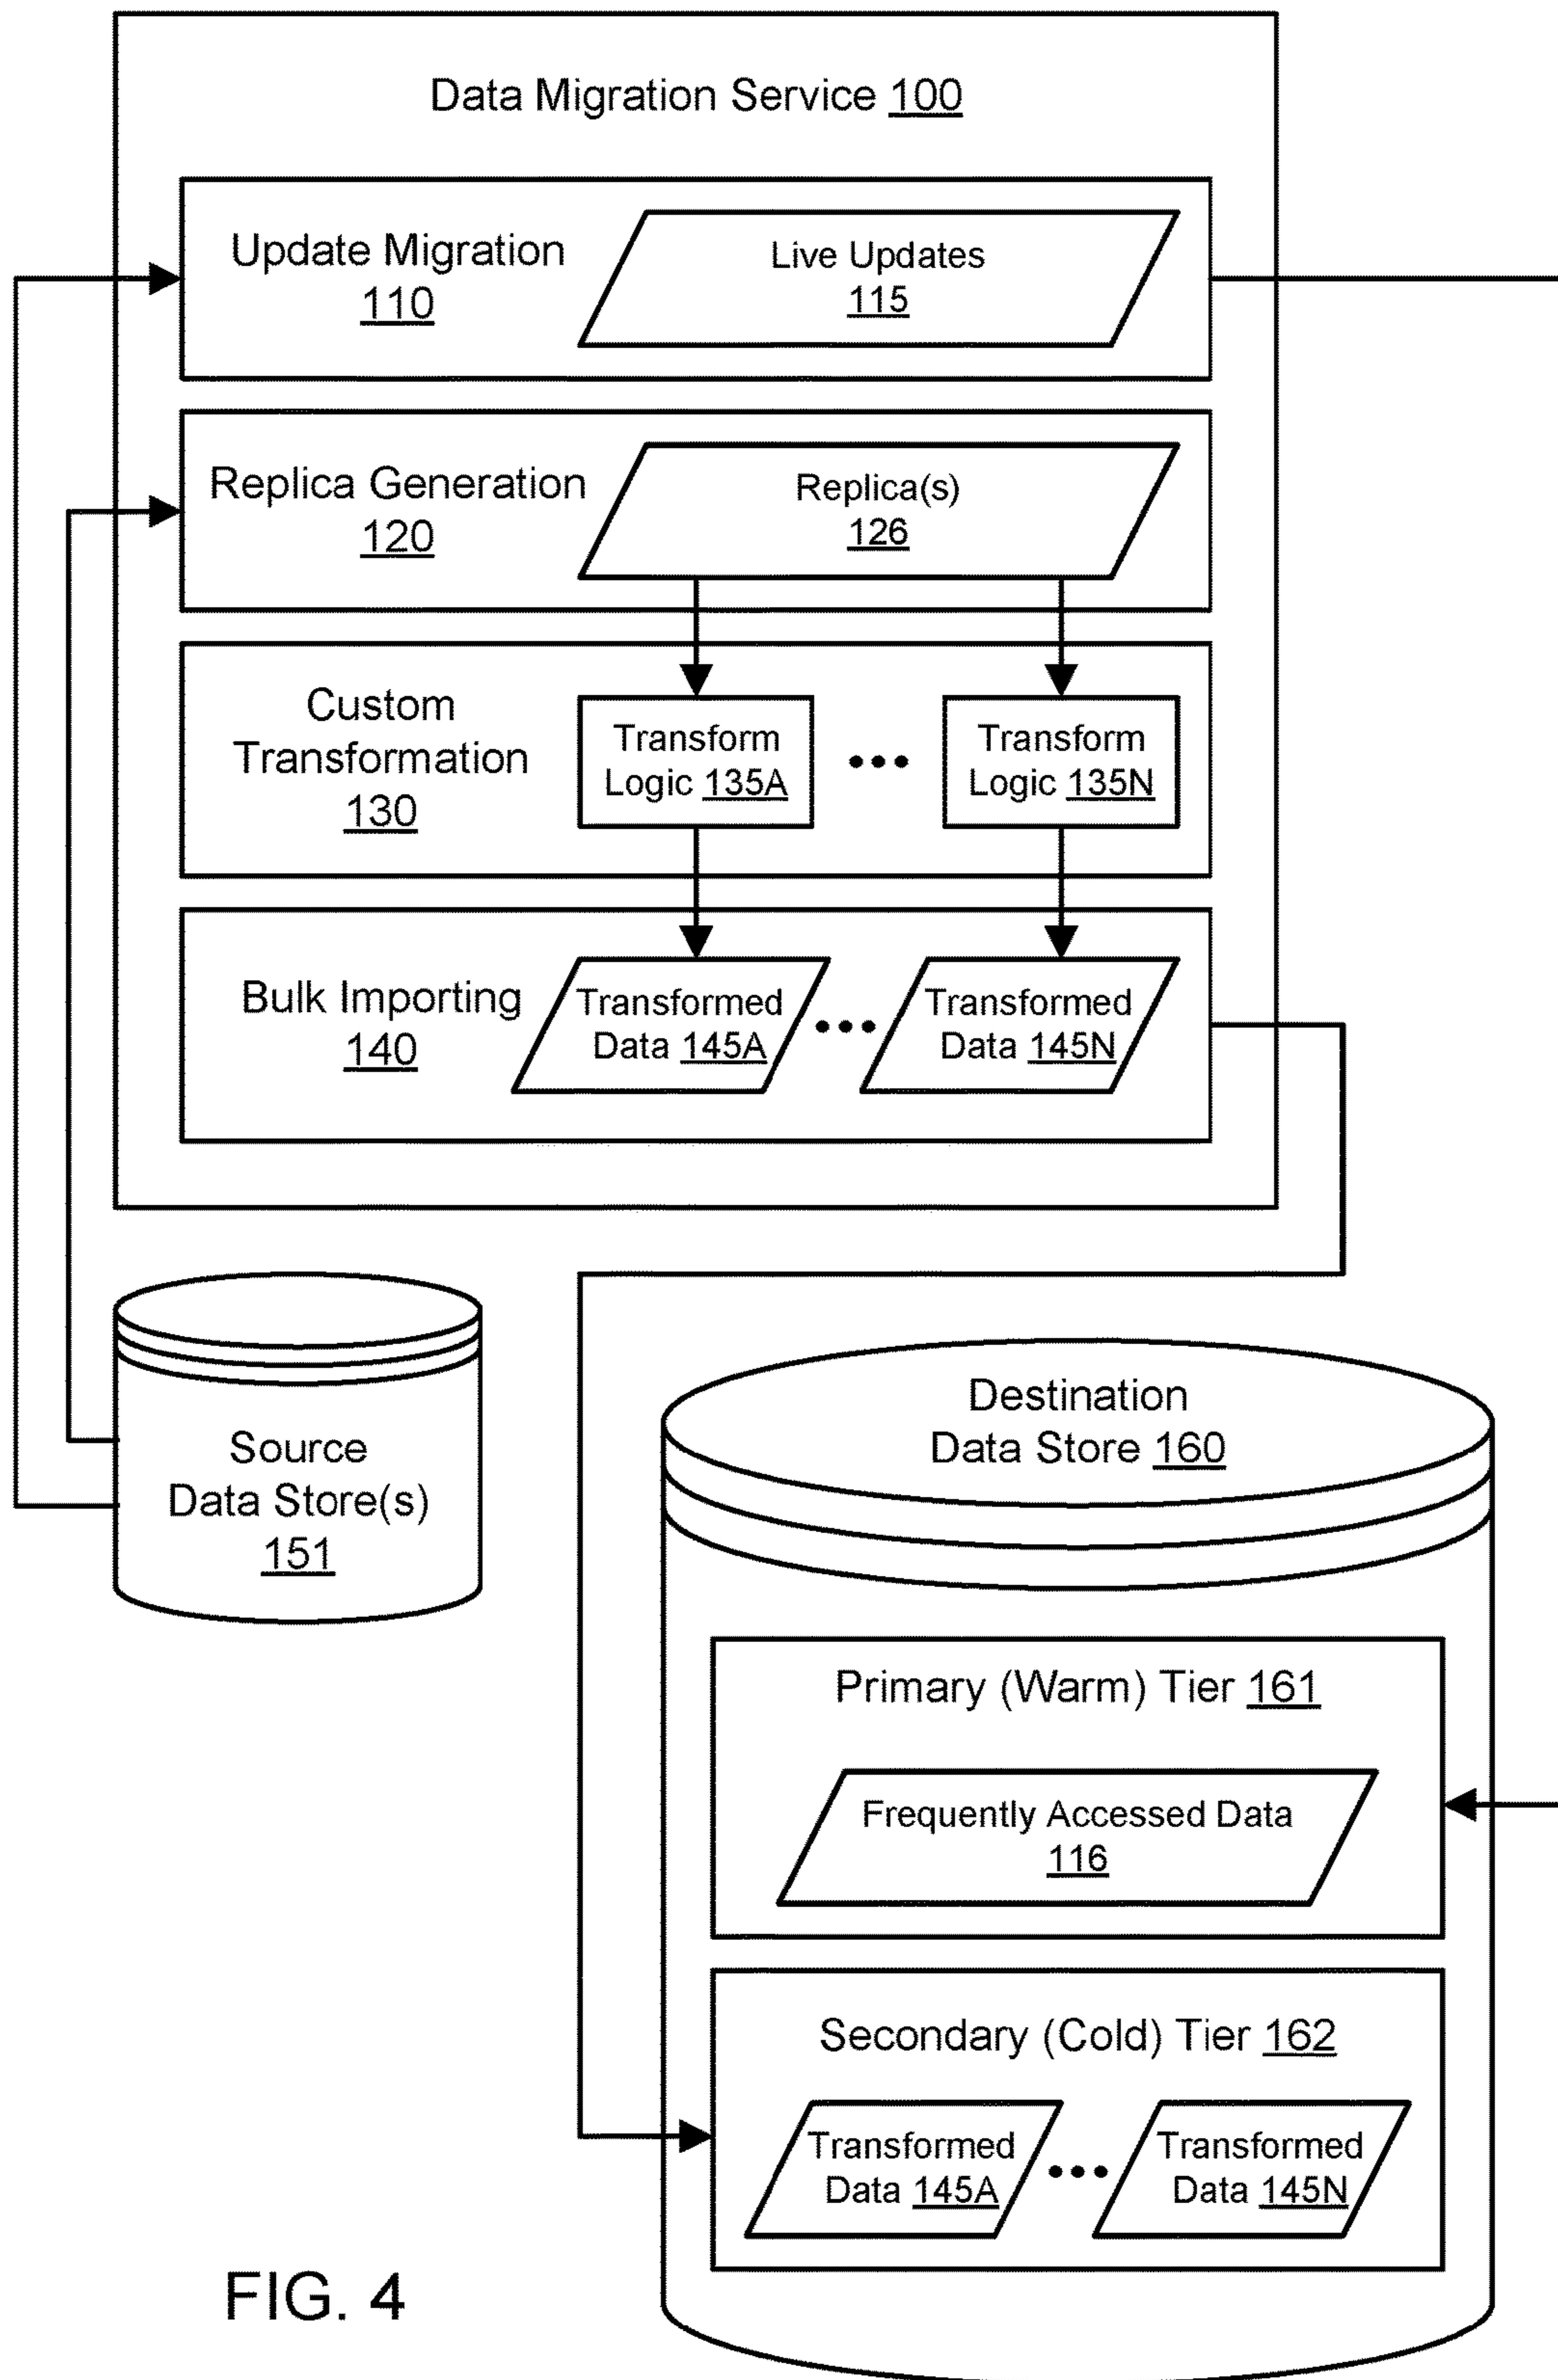 Data Migration Service 100
Update Migration
110
Live Updates
115
Replica Generation
120
Replica(s)
126
Custom
Transformation
130
Transform
Logic 135A
•••
Transform
Logic 135N
Bulk Importing
140
Transformed
Data 145A
•••
Transformed
Data 145N
Source
Data Store(s)
151
Destination
Data Store 160
Primary (Warm) Tier 161
Frequently Accessed Data
116
Secondary (Cold) Tier 162
Transformed
Data 145A
•••
Transformed
Data 145N
FIG. 4